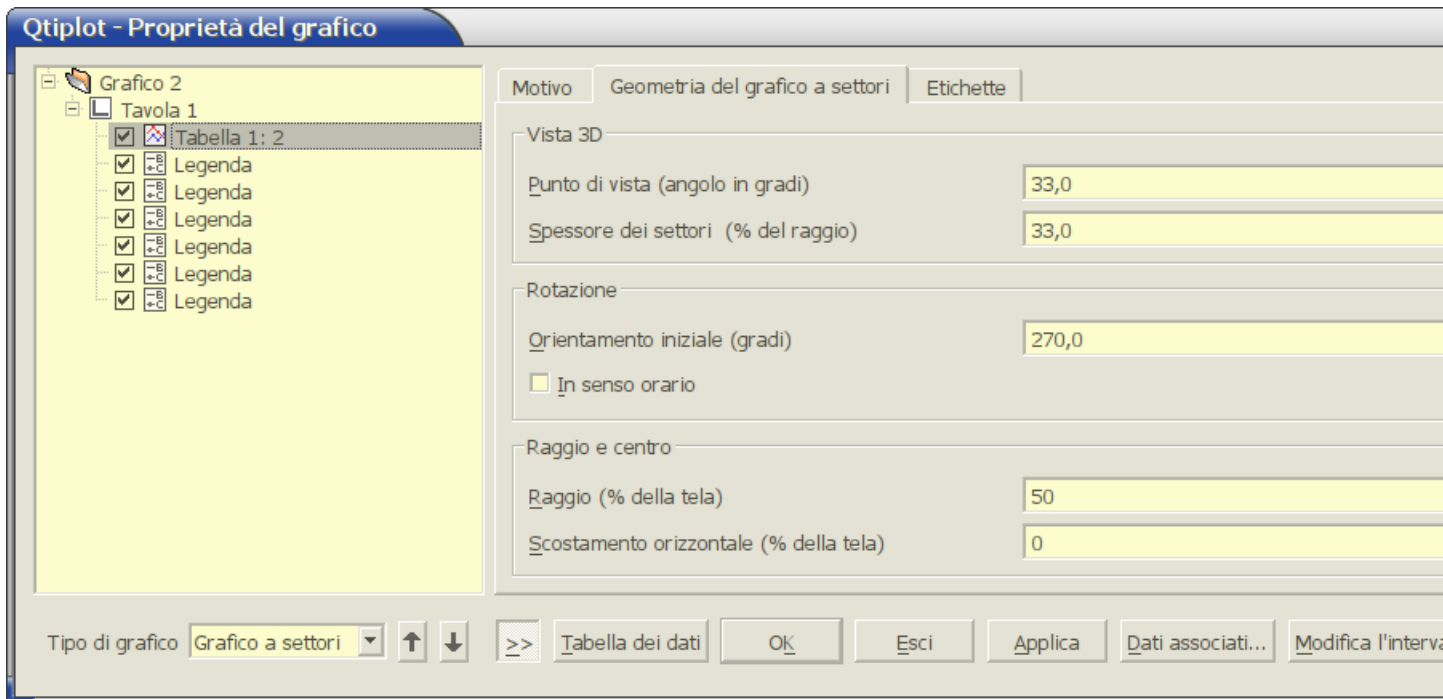 Qtiplot - Proprietà del grafico
Grafico 2
Tavola 1
Tabella 1: 2
Legenda
Legenda
Legenda
Legenda
Legenda
Legenda
Motivo
Geometria del grafico a settori
Etichette
Vista 3D
Punto di vista (angolo in gradi)
33,0
Spessore dei settori (% del raggio)
33,0
Rotazione
Orientamento iniziale (gradi)
270,0
In senso orario
Raggio e centro
Raggio (% della tela)
50
Scostamento orizzontale (% della tela)
0
Tipo di grafico
Grafico a settori
>>
Tabella dei dati
OK
Esci
Applica
Dati associati...
Modifica l'interva